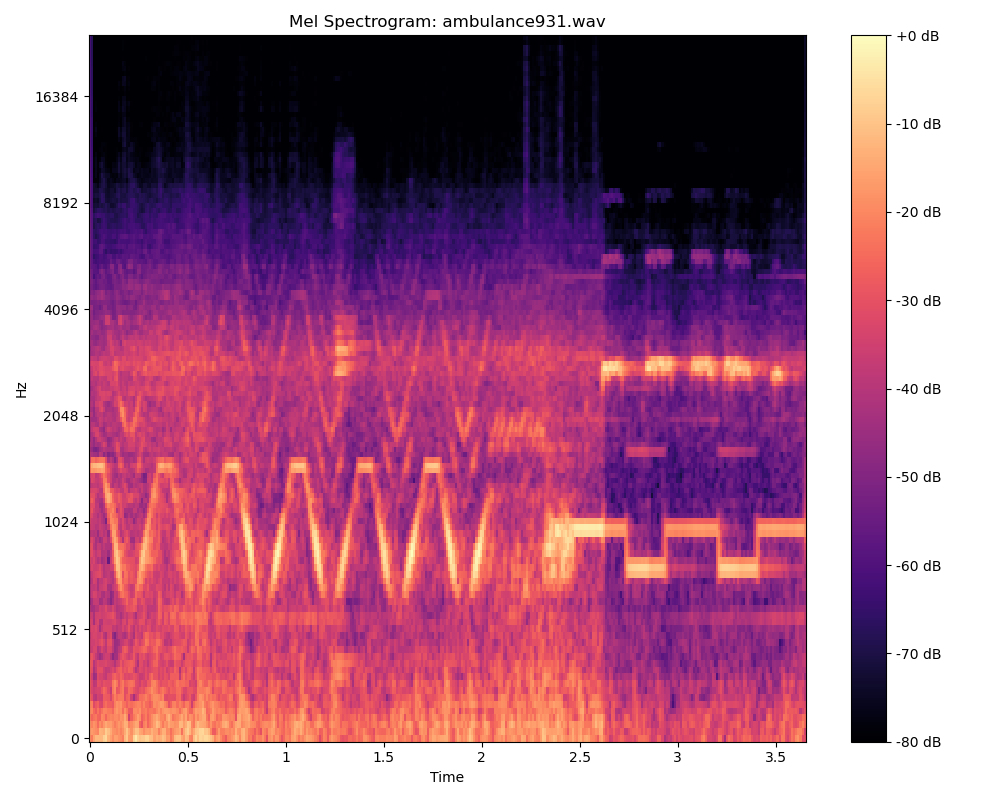 Mel Spectrogram: ambulance931.wav
+0 dB
-10 dB
-20 dB
-30 dB
-40 dB
-50 dB
-60 dB
-70 dB
-80 dB
Hz
16384
8192
4096
2048
1024
512
0
0 0.5 1 1.5 2 2.5 3 3.5
Time